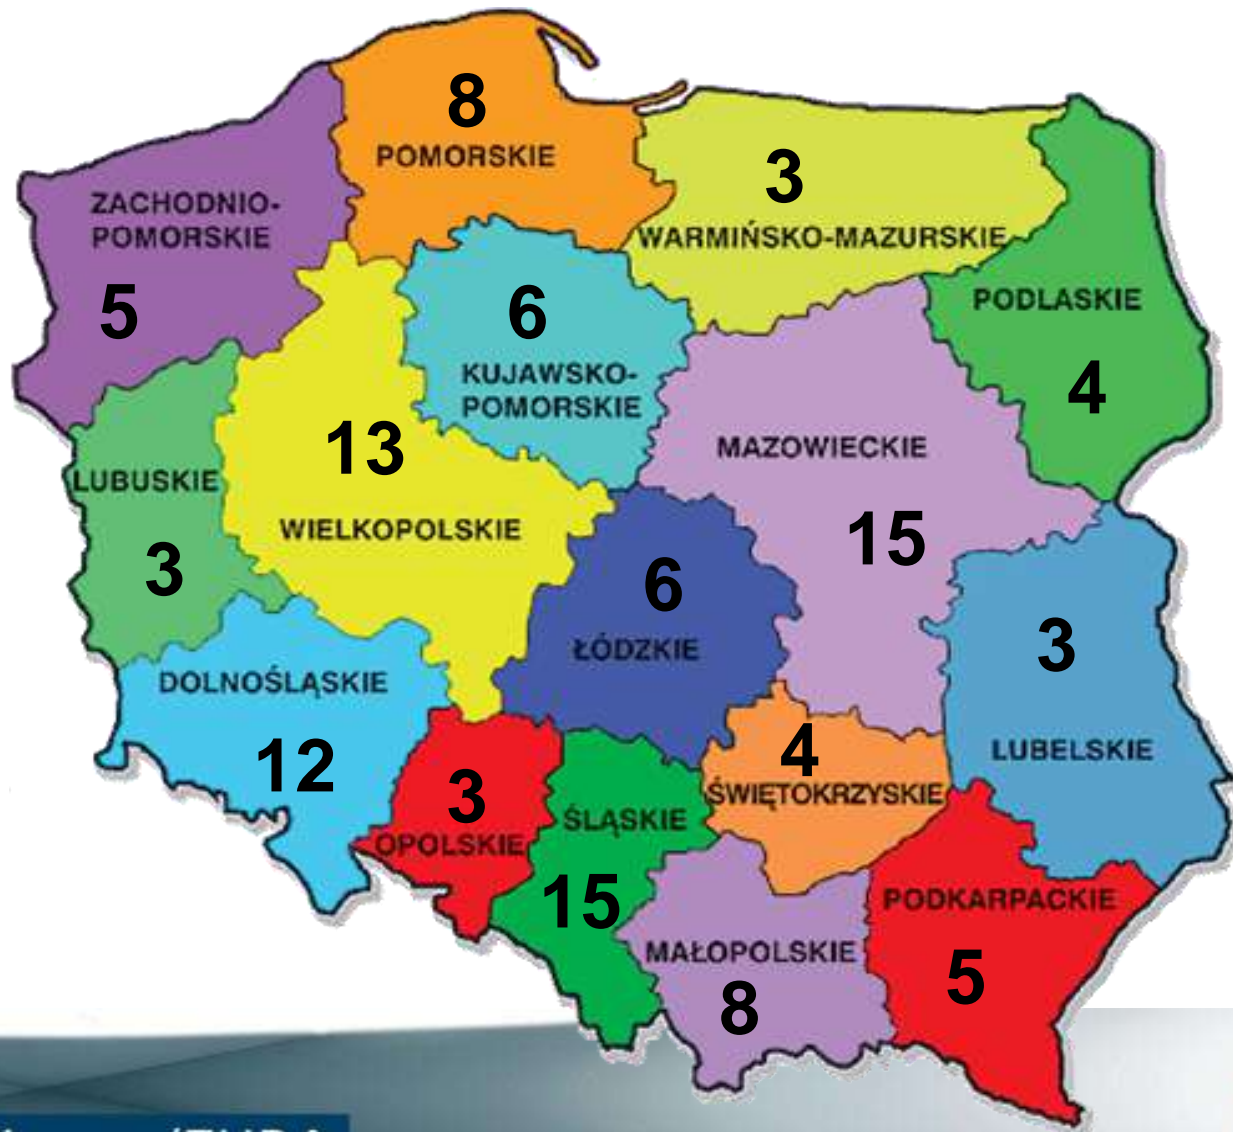 8
POMORSKIE
3
WARMIŃSKO-MAZURSKIE
ZACHODNIO-
POMORSKIE
5
PODLASKIE
4
6
KUJAWSKO-
POMORSKIE
13
WIELKOPOLSKIE
MAZOWIECKIE
15
LUBUSKIE
3
6
ŁÓDZKIE
3
LUBELSKIE
DOLNOŚLĄSKIE
12
3
OPOLSKIE
4
ŚWIĘTOKRZYSKIE
ŚLĄSKIE
15
PODKARPACKIE
5
MAŁOPOLSKIE
8